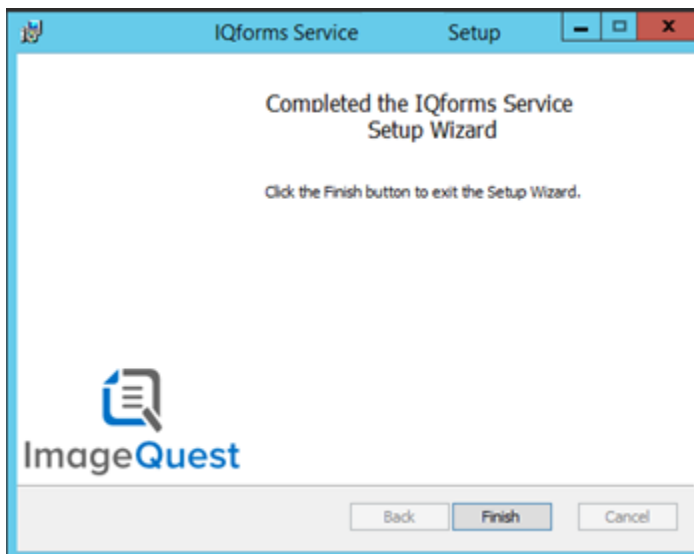 IQforms Service Setup
Completed the IQforms Service
Setup Wizard
Click the Finish button to exit the Setup Wizard.
ImageQuest
Back Finish Cancel